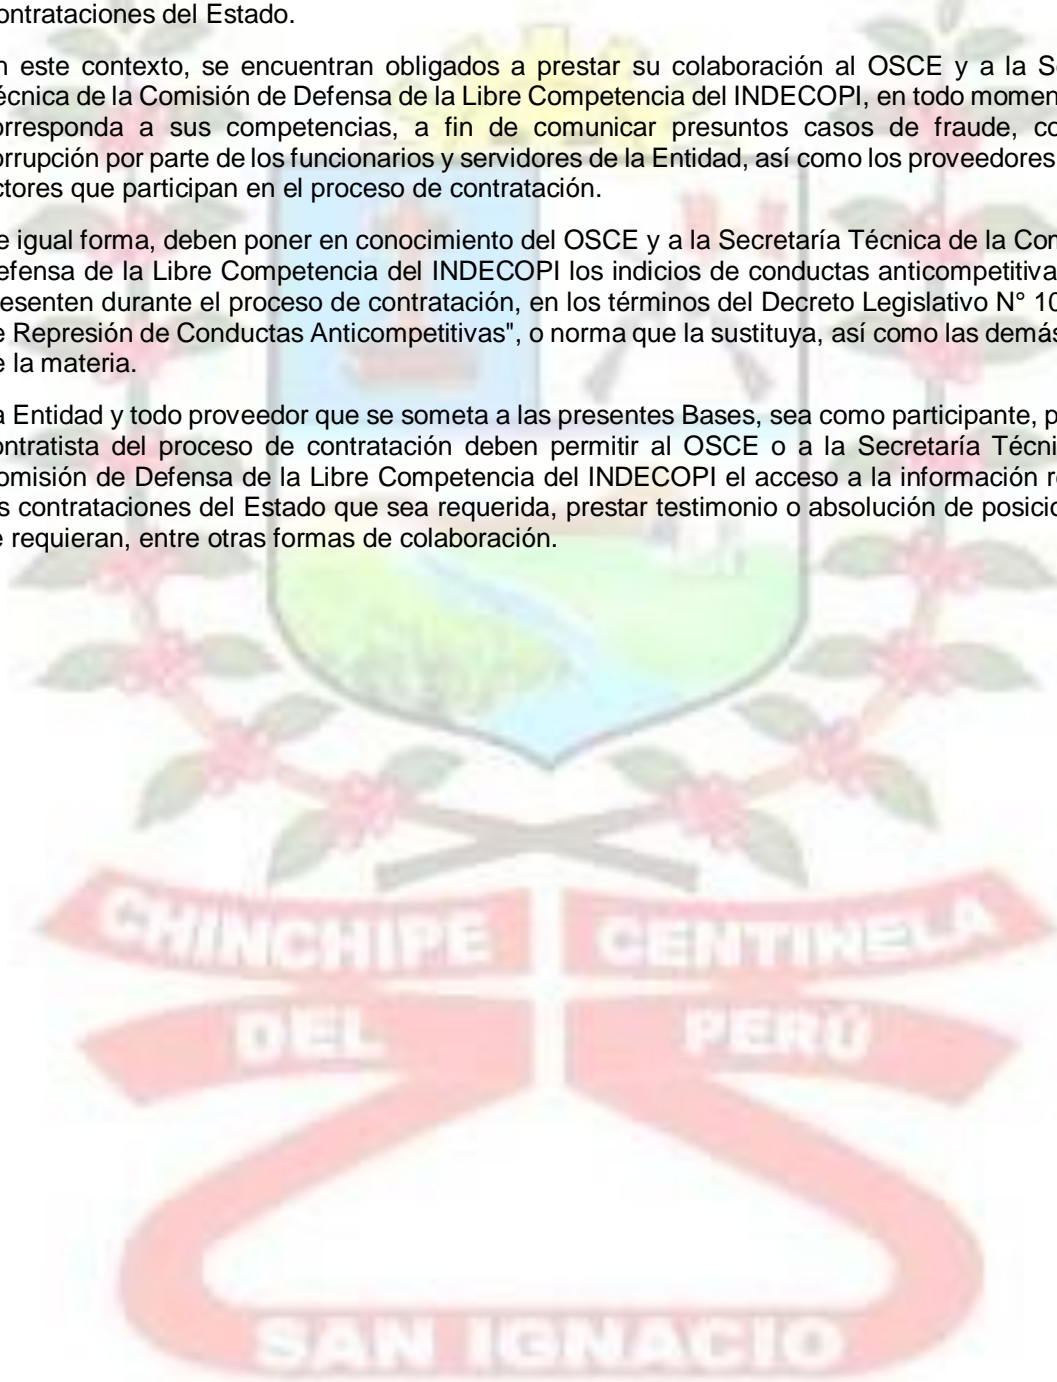 ontrataciones del Estado.
n este contexto, se encuentran obligados a prestar su colaboración al OSCE y a la Se
écnica de la Comisión de Defensa de la Libre Competencia del INDECOPI, en todo momen
orresponda a sus competencias, a fin de comunicar presuntos casos de fraude, co
orrupción por parte de los funcionarios y servidores de la Entidad, así como los proveedores
ctores que participan en el proceso de contratación.
e igual forma, deben poner en conocimiento del OSCE y a la Secretaría Técnica de la Com
efensa de la Libre Competencia del INDECOPI los indicios de conductas anticompetitiva
resenten durante el proceso de contratación, en los términos del Decreto Legislativo N° 10
e Represión de Conductas Anticompetitivas", o norma que la sustituya, así como las demás
e la materia.
a Entidad y todo proveedor que se someta a las presentes Bases, sea como participante, p
ontratista del proceso de contratación deben permitir al OSCE o a la Secretaría Técni
omisión de Defensa de la Libre Competencia del INDECOPI el acceso a la información re
s contrataciones del Estado que sea requerida, prestar testimonio o absolución de posicio
e requieran, entre otras formas de colaboración.
CHINCHIPE CENTINELA
DEL PERÚ
SAN IGNACIO